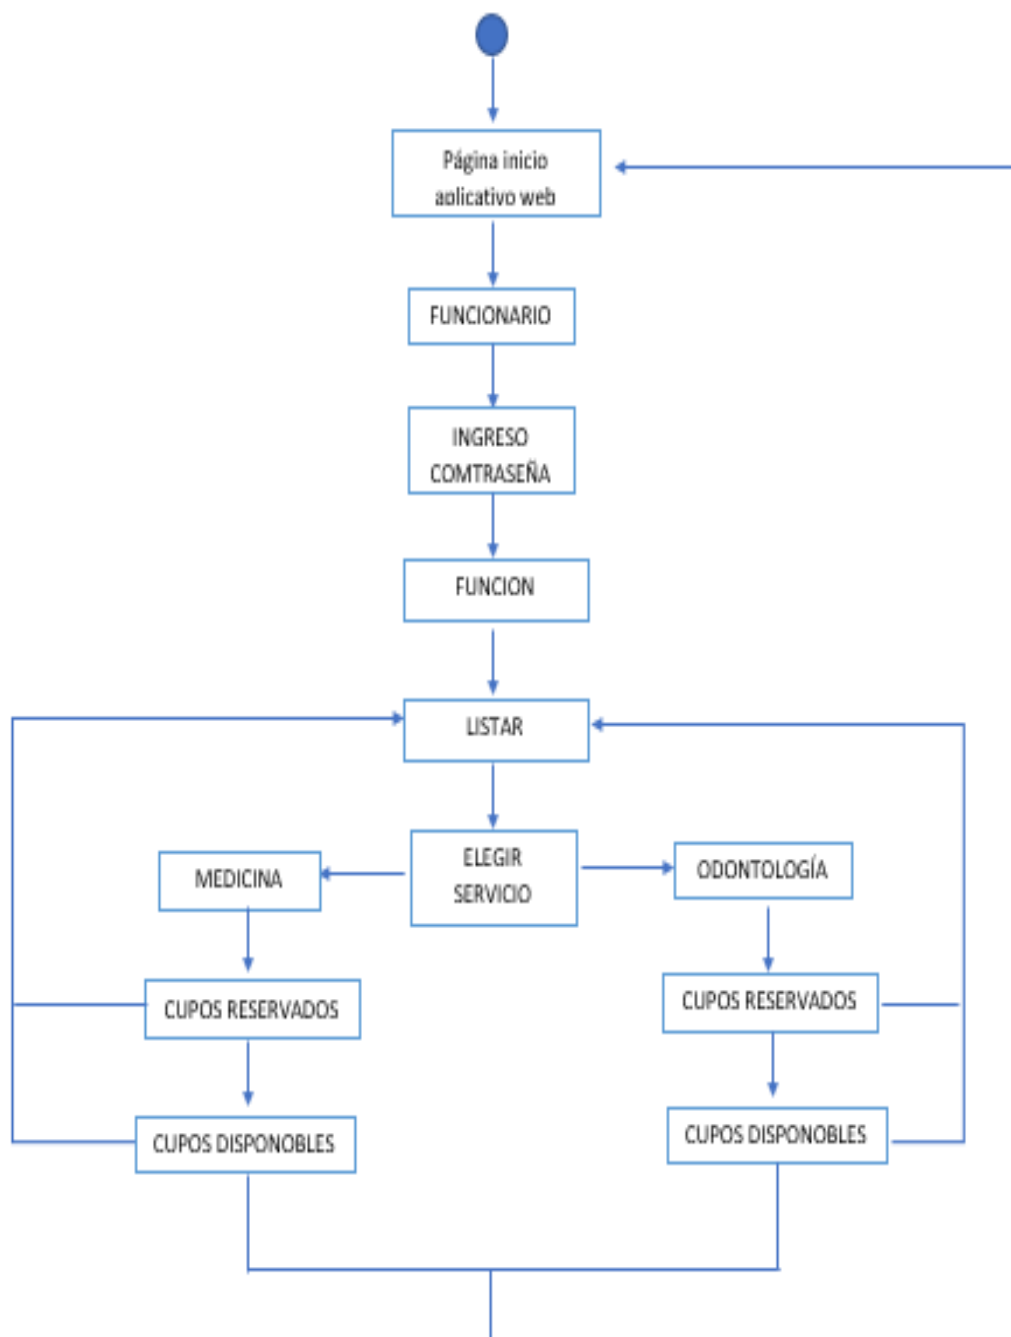 Página inicio
aplicativo web
FUNCIONARIO
INGRESO
COMTRASEÑA
FUNCION
LISTAR
ELEGIR
SERVICIO
MEDICINA
ODONTOLOGÍA
CUPOS RESERVADOS
CUPOS RESERVADOS
CUPOS DISPONOBLES
CUPOS DISPONOBLES